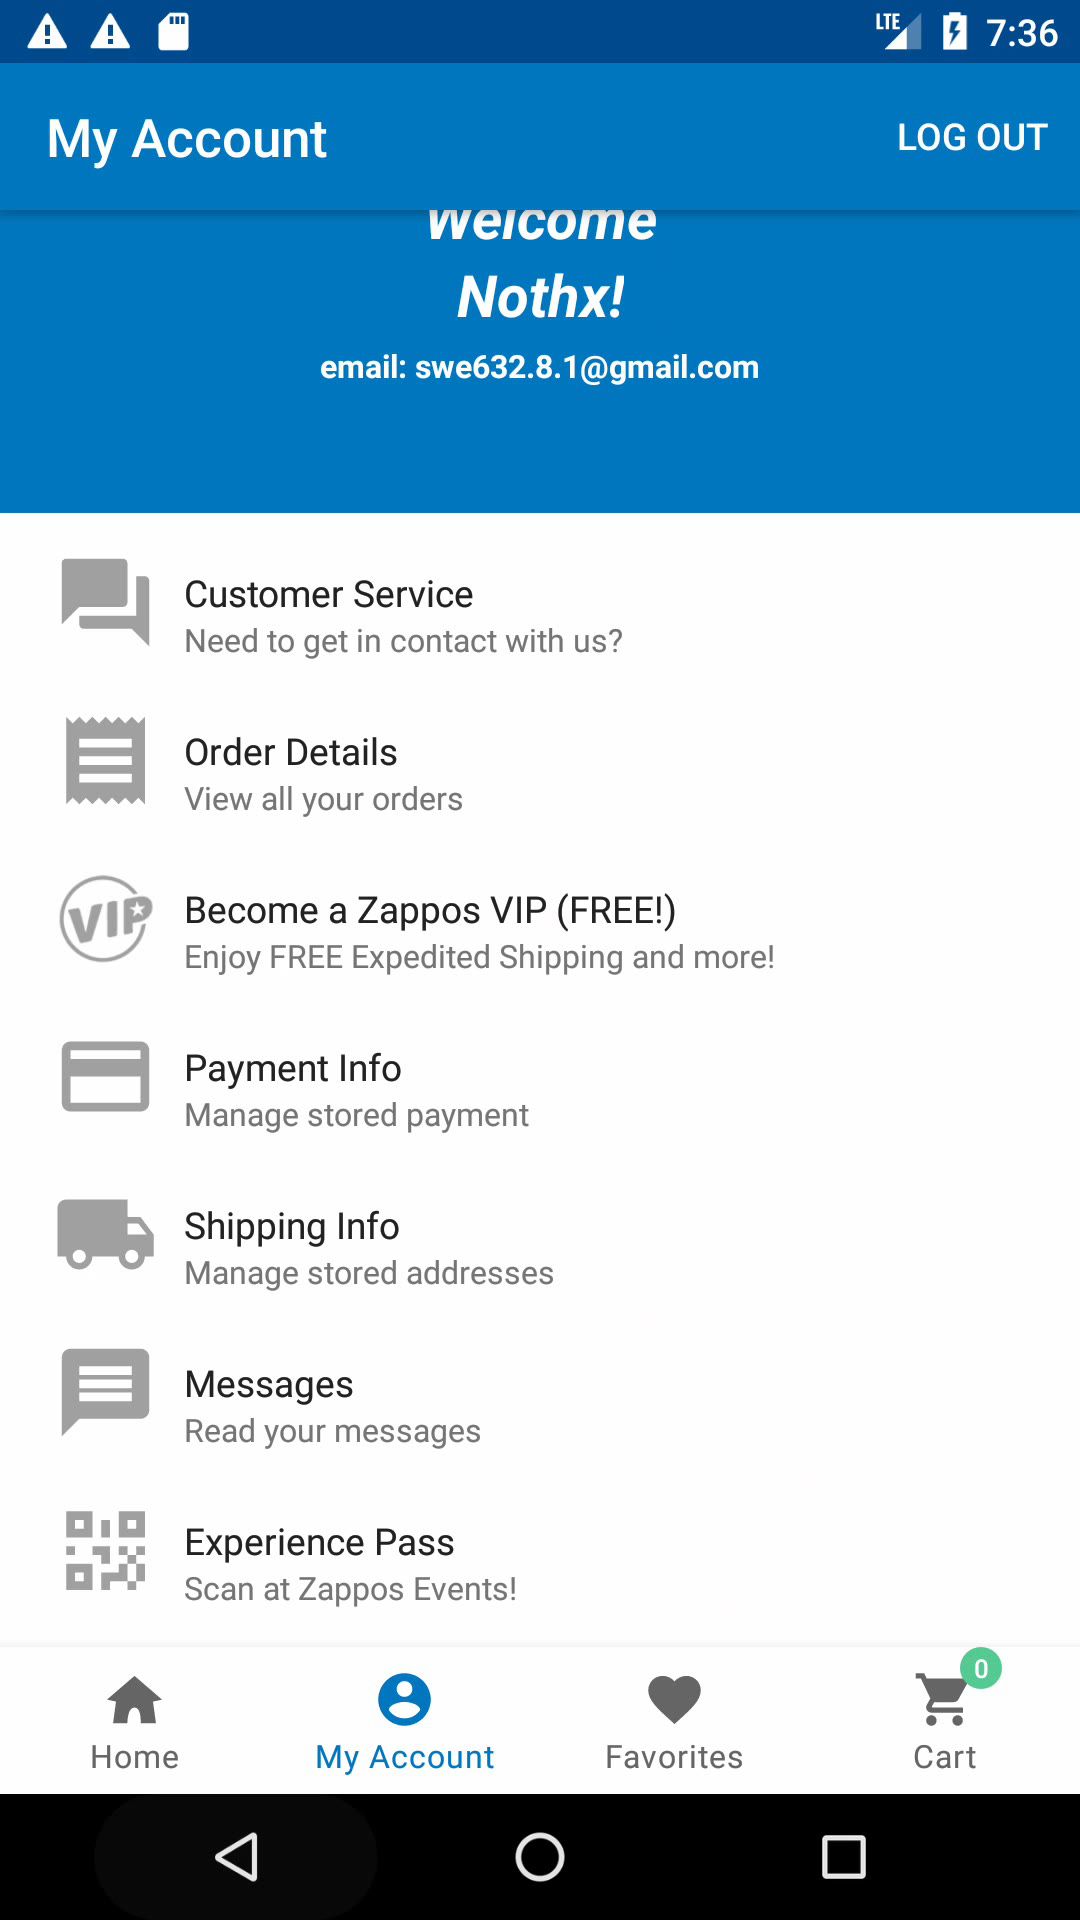 LTE 7:36
My Account LOG OUT
Welcome
Nothx!
email: swe632.8.1@gmail.com
Customer Service
Need to get in contact with us?
Order Details
View all your orders
VIP
Become a Zappos VIP (FREE!)
Enjoy FREE Expedited Shipping and more!
Payment Info
Manage stored payment
Shipping Info
Manage stored addresses
Messages
Read your messages
Experience Pass
Scan at Zappos Events!
0
Home My Account Favorites Cart